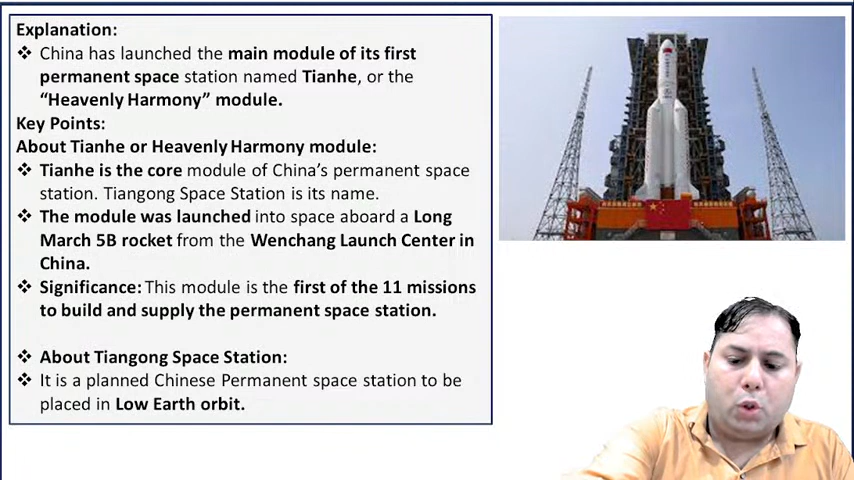 Explanation:
❖ China has launched the main module of its first
permanent space station named Tianhe, or the
“Heavenly Harmony” module.
Key Points:
About Tianhe or Heavenly Harmony module:
❖ Tianhe is the core module of China’s permanent space
station. Tiangong Space Station is its name.
❖ The module was launched into space aboard a Long
March 5B rocket from the Wenchang Launch Center in
China.
❖ Significance: This module is the first of the 11 missions
to build and supply the permanent space station.
❖ About Tiangong Space Station:
❖ It is a planned Chinese Permanent space station to be
placed in Low Earth orbit.